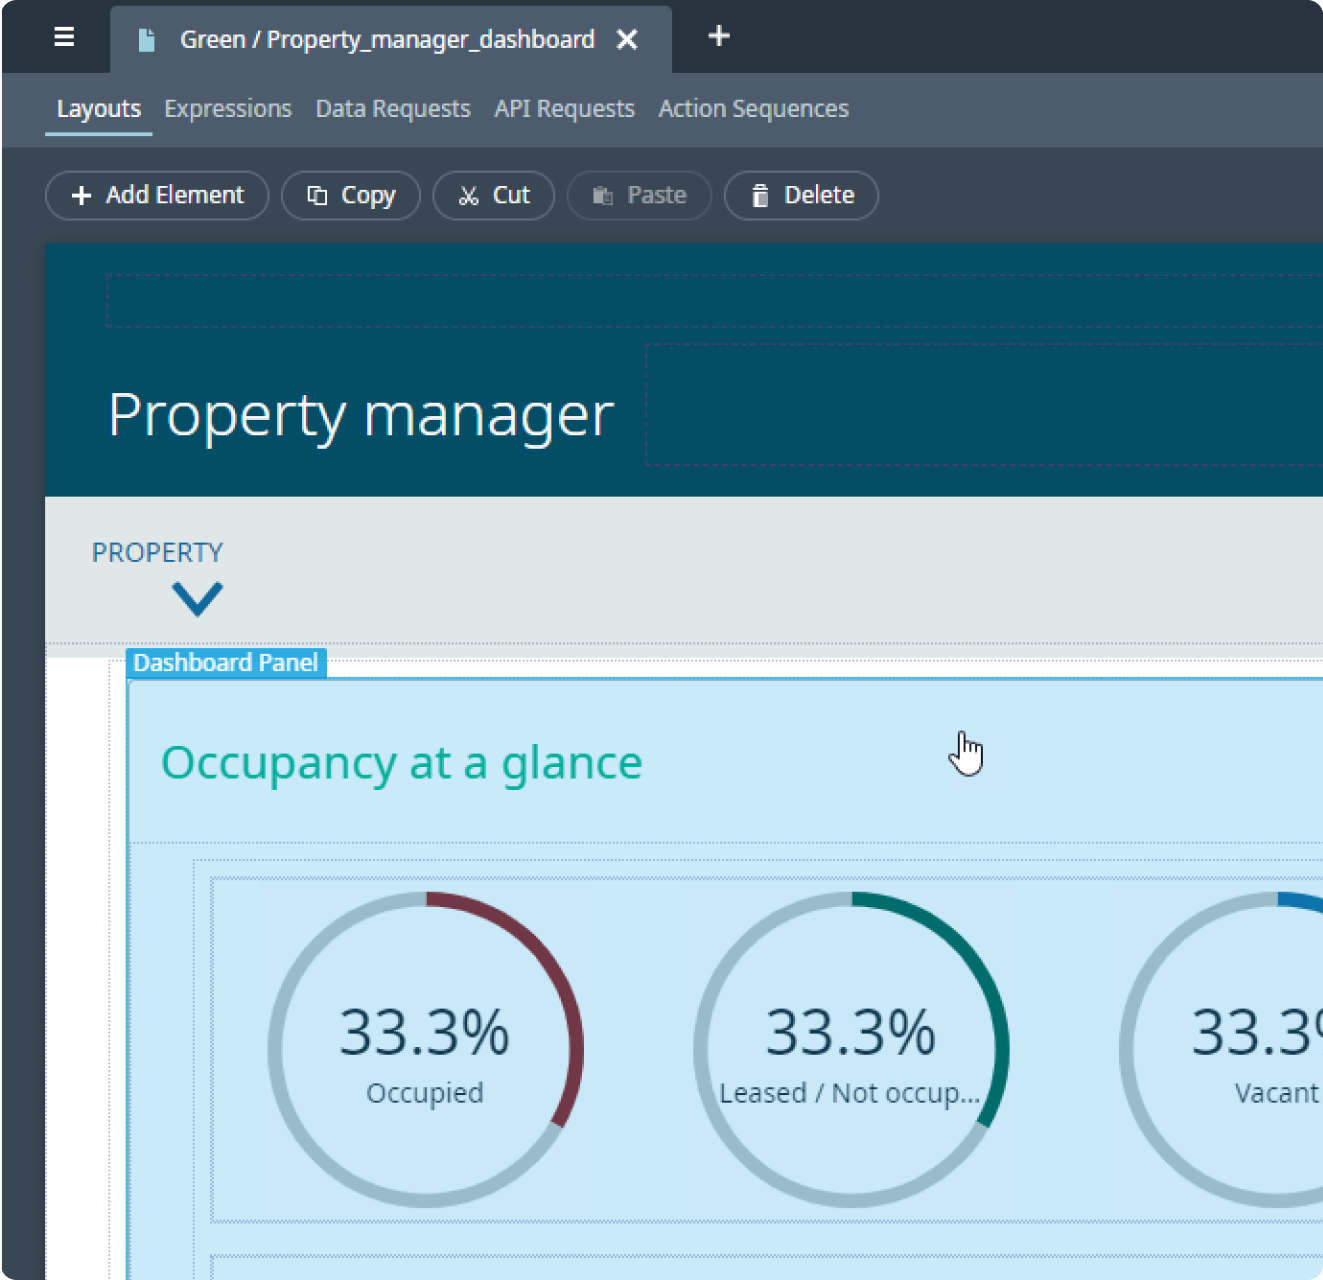 Green / Property_manager_dashboard
Layouts Expressions Data Requests API Requests Action Sequences
Add Element Copy Cut Paste Delete
Property manager
PROPERTY
Dashboard Panel
Occupancy at a glance
33.3% 33.3% 33.3%
Occupied Leased / Not occup... Vacant